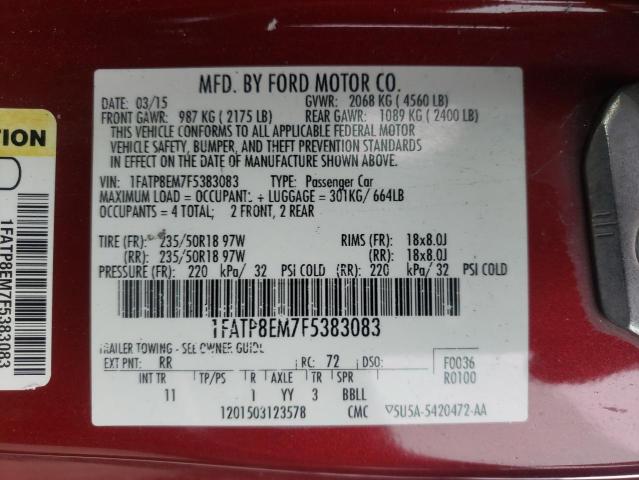 MFD. BY FORD MOTOR CO.
DATE: 03/15 GVWR: 2068 KG ( 4560 LB)
FRONT GAWR: 987 KG ( 2175 LB) REAR GAWR: 1089 KG ( 2400 LB)
THIS VEHICLE CONFORMS TO ALL APPLICABLE FEDERAL MOTOR
VEHICLE SAFETY, BUMPER, AND THEFT PREVENTION STANDARDS
IN EFFECT ON THE DATE OF MANUFACTURE SHOWN ABOVE.
VIN: 1FATP8EM7F5383083 TYPE: Passenger Car
MAXIMUM LOAD = OCCUPANT + LUGGAGE = 301KG/ 664LB
OCCUPANTS = 4 TOTAL; 2 FRONT, 2 REAR
TIRE (FR): 235/50R18 97W RIMS (FR): 18x8.0J
(RR): 235/50R18 97W (RR): 18x8.0J
PRESSURE (FR): 220 kPa/ 32 PSI COLD (RR): 220 kPa/ 32 PSI COLD
1FATP8EM7F5383083
TRAILER TOWING - SEE OWNER GUIDE
EXT PNT: RR RC: 72 DSO: F0036
R0100
INT TR TP/PS R AXLE TR SPR
11 1 YY 3 BBLL
1201503123578 CMC ▽5U5A-5420472-AA
TION
1FATP8EM7F5383083